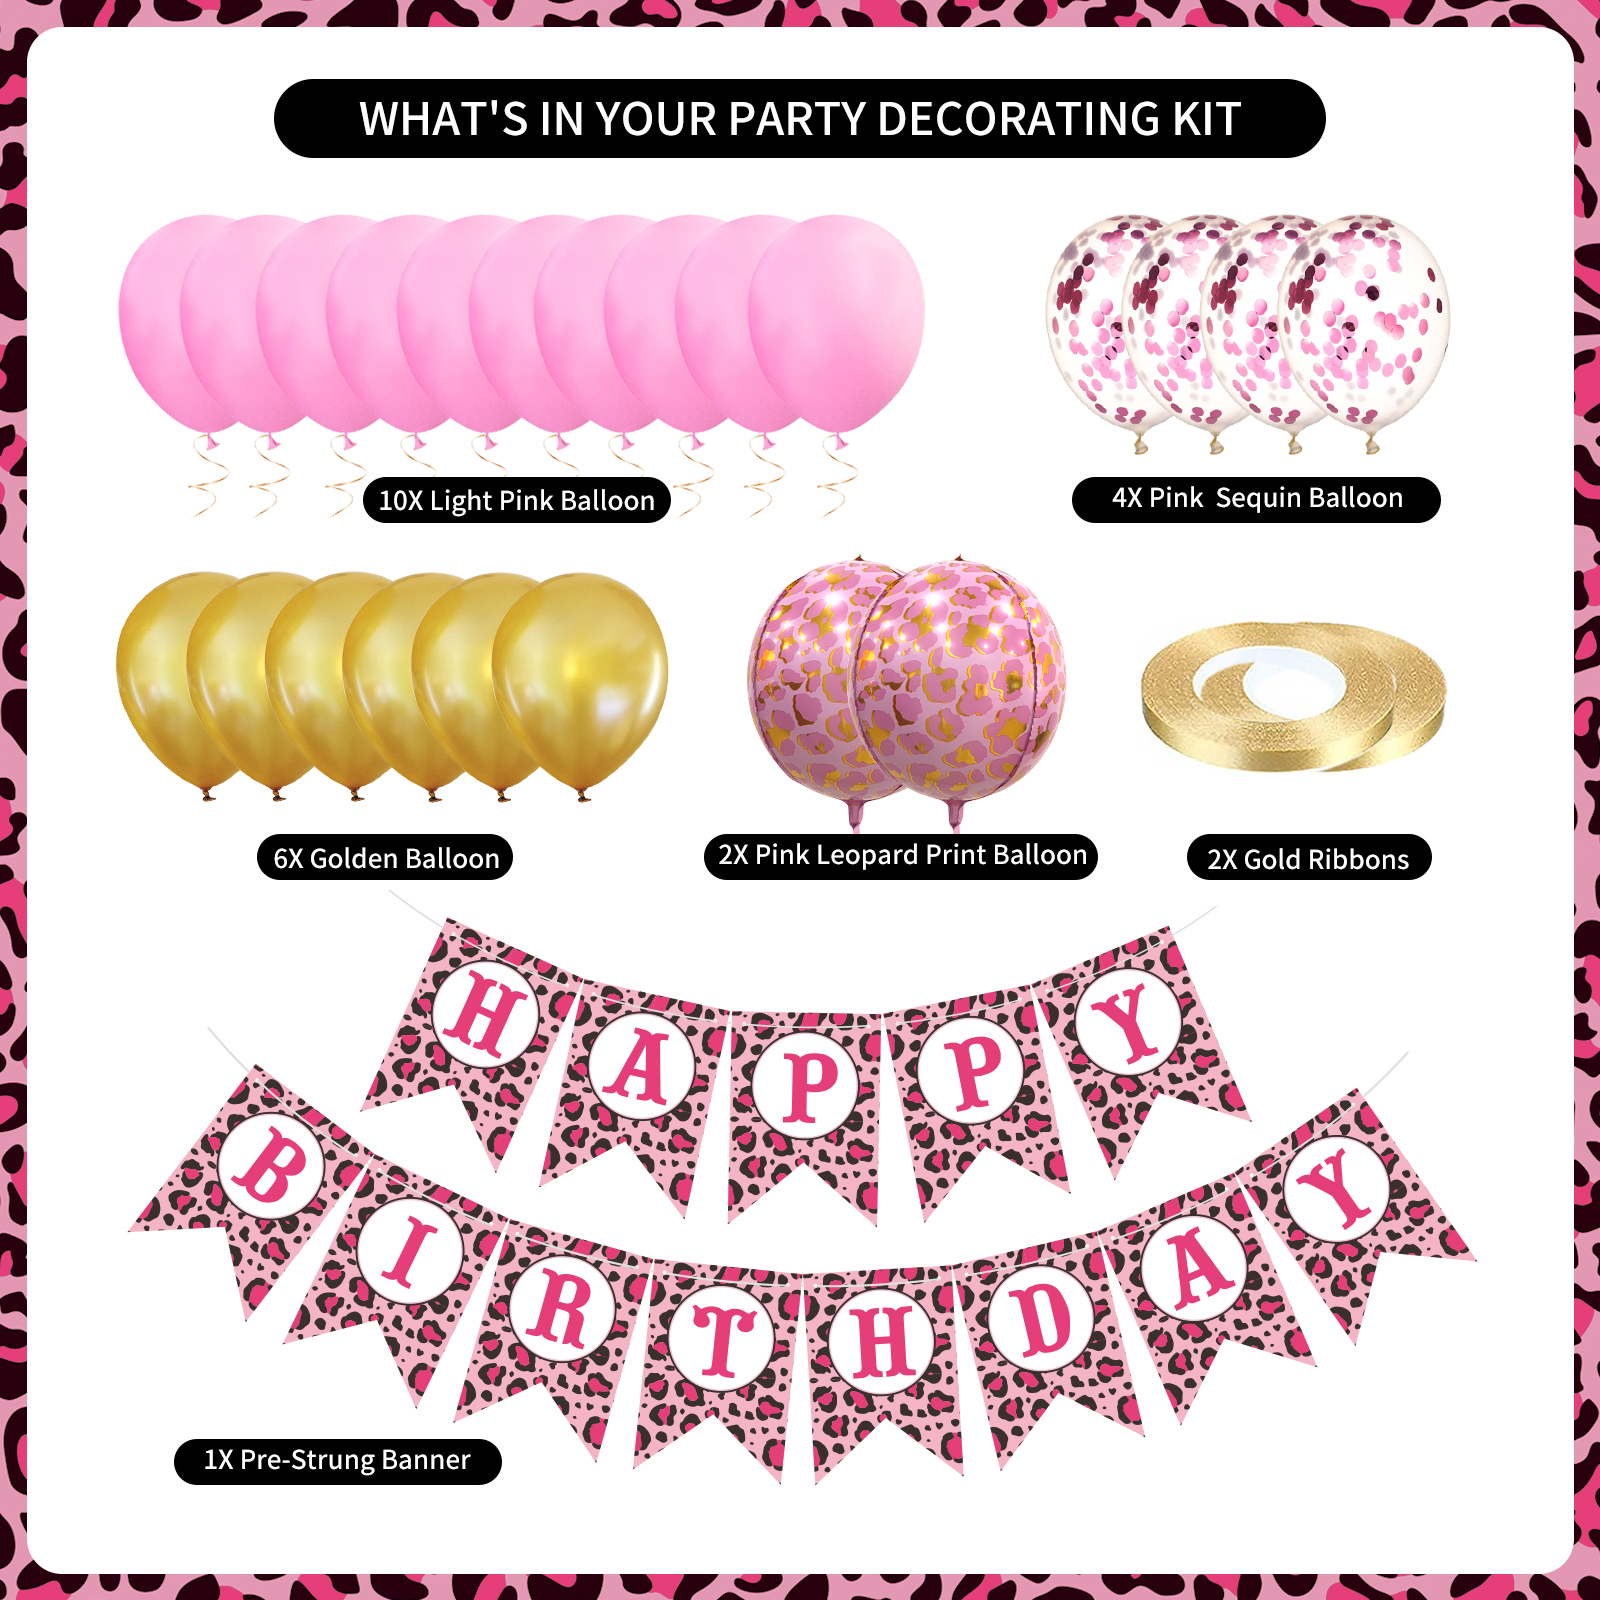 WHAT'S IN YOUR PARTY DECORATING KIT
10X Light Pink Balloon
4X Pink  Sequin Balloon
6X Golden Balloon
2X Pink Leopard Print Balloon
2X Gold Ribbons
HAPPY
BIRTHDAY
1X Pre-Strung Banner